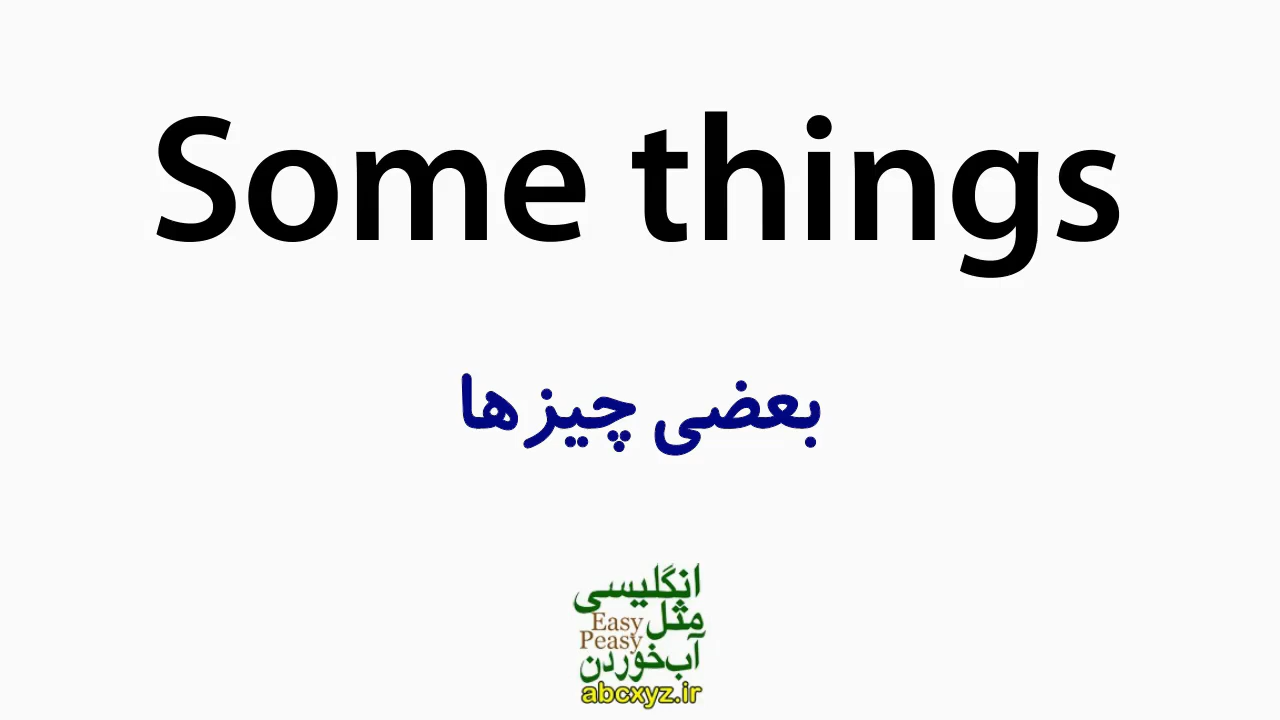 Some things
بعضی چیزها
انگلیسی
مثل
Easy
Peasy
آب‌خوردن
abcxyz.ir